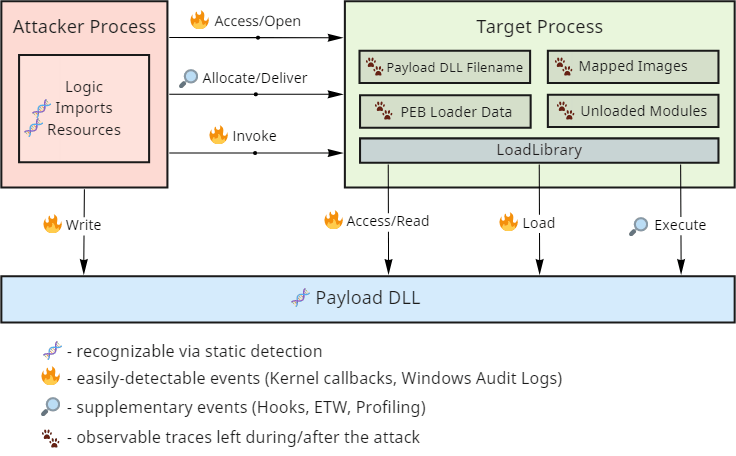 Attacker Process
Logic
Imports
Resources
Access/Open
Allocate/Deliver
Invoke
Target Process
Payload DLL Filename
Mapped Images
PEB Loader Data
Unloaded Modules
LoadLibrary
Write
Access/Read
Load
Execute
Payload DLL
- recognizable via static detection
- easily-detectable events (Kernel callbacks, Windows Audit Logs)
- supplementary events (Hooks, ETW, Profiling)
- observable traces left during/after the attack